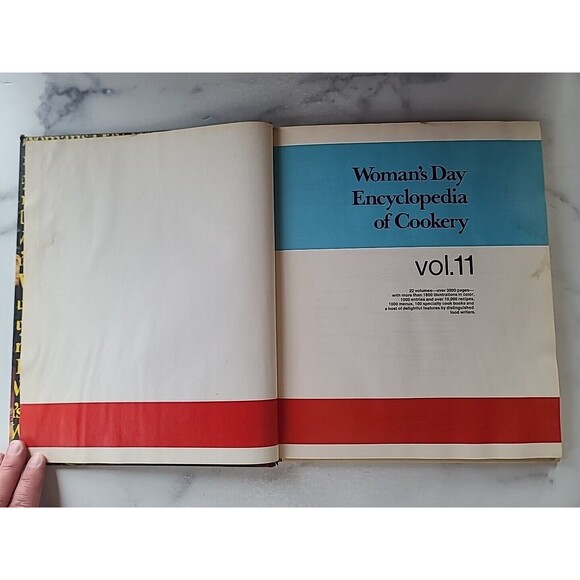 Woman's Day
Encyclopedia
of Cookery
vol.11
22 volumes—over 3000 pages—
with more than 1500 illustrations in color,
1000 entries and over 10,000 recipes,
1000 menus, 100 specialty cook books and
a host of delightful features by distinguished
food writers.